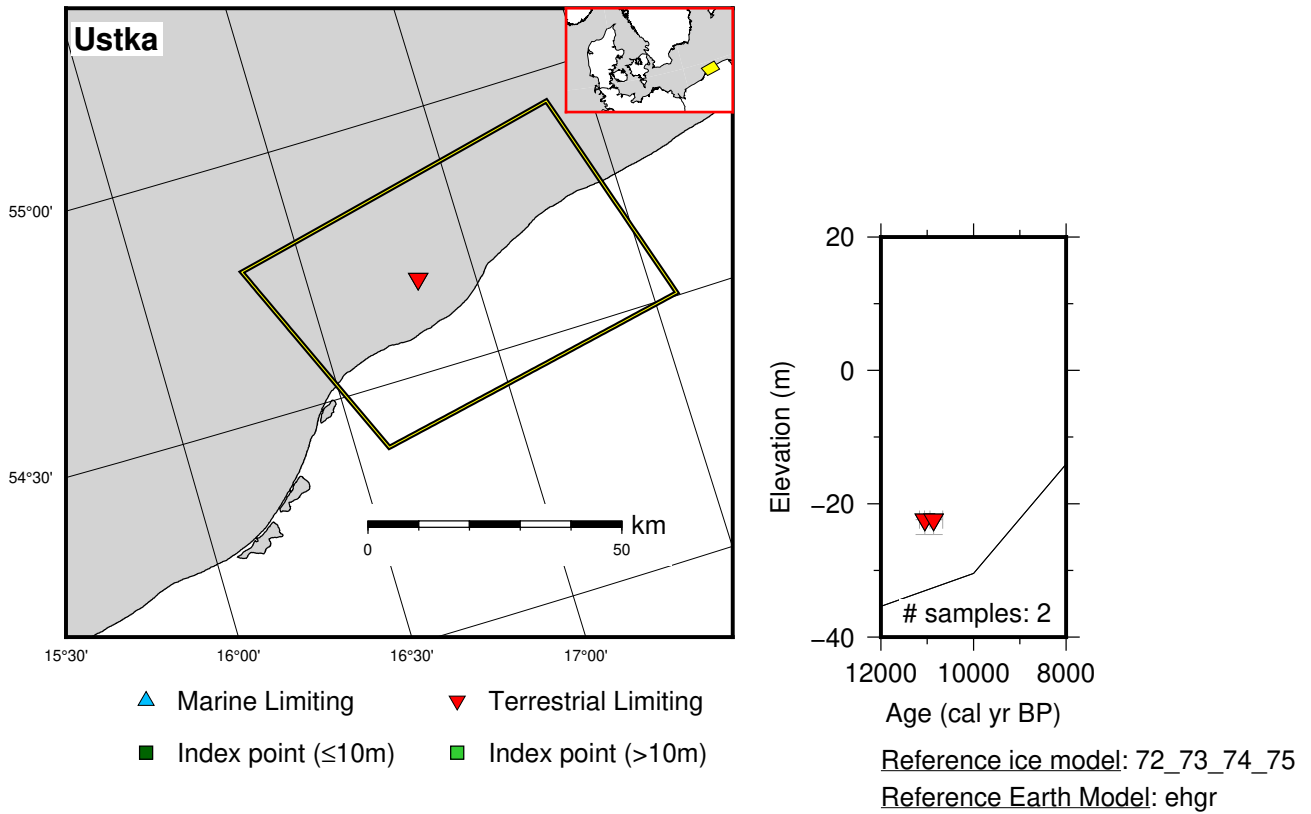 Ustka
55°00'
54°30'
15°30'
16°00'
16°30'
17°00'
km
0
50
Marine Limiting
Terrestrial Limiting
Index point (≤10m)
Index point (>10m)
20
0
−20
−40
Elevation (m)
# samples: 2
12000 10000 8000
Age (cal yr BP)
Reference ice model: 72_73_74_75
Reference Earth Model: ehgr